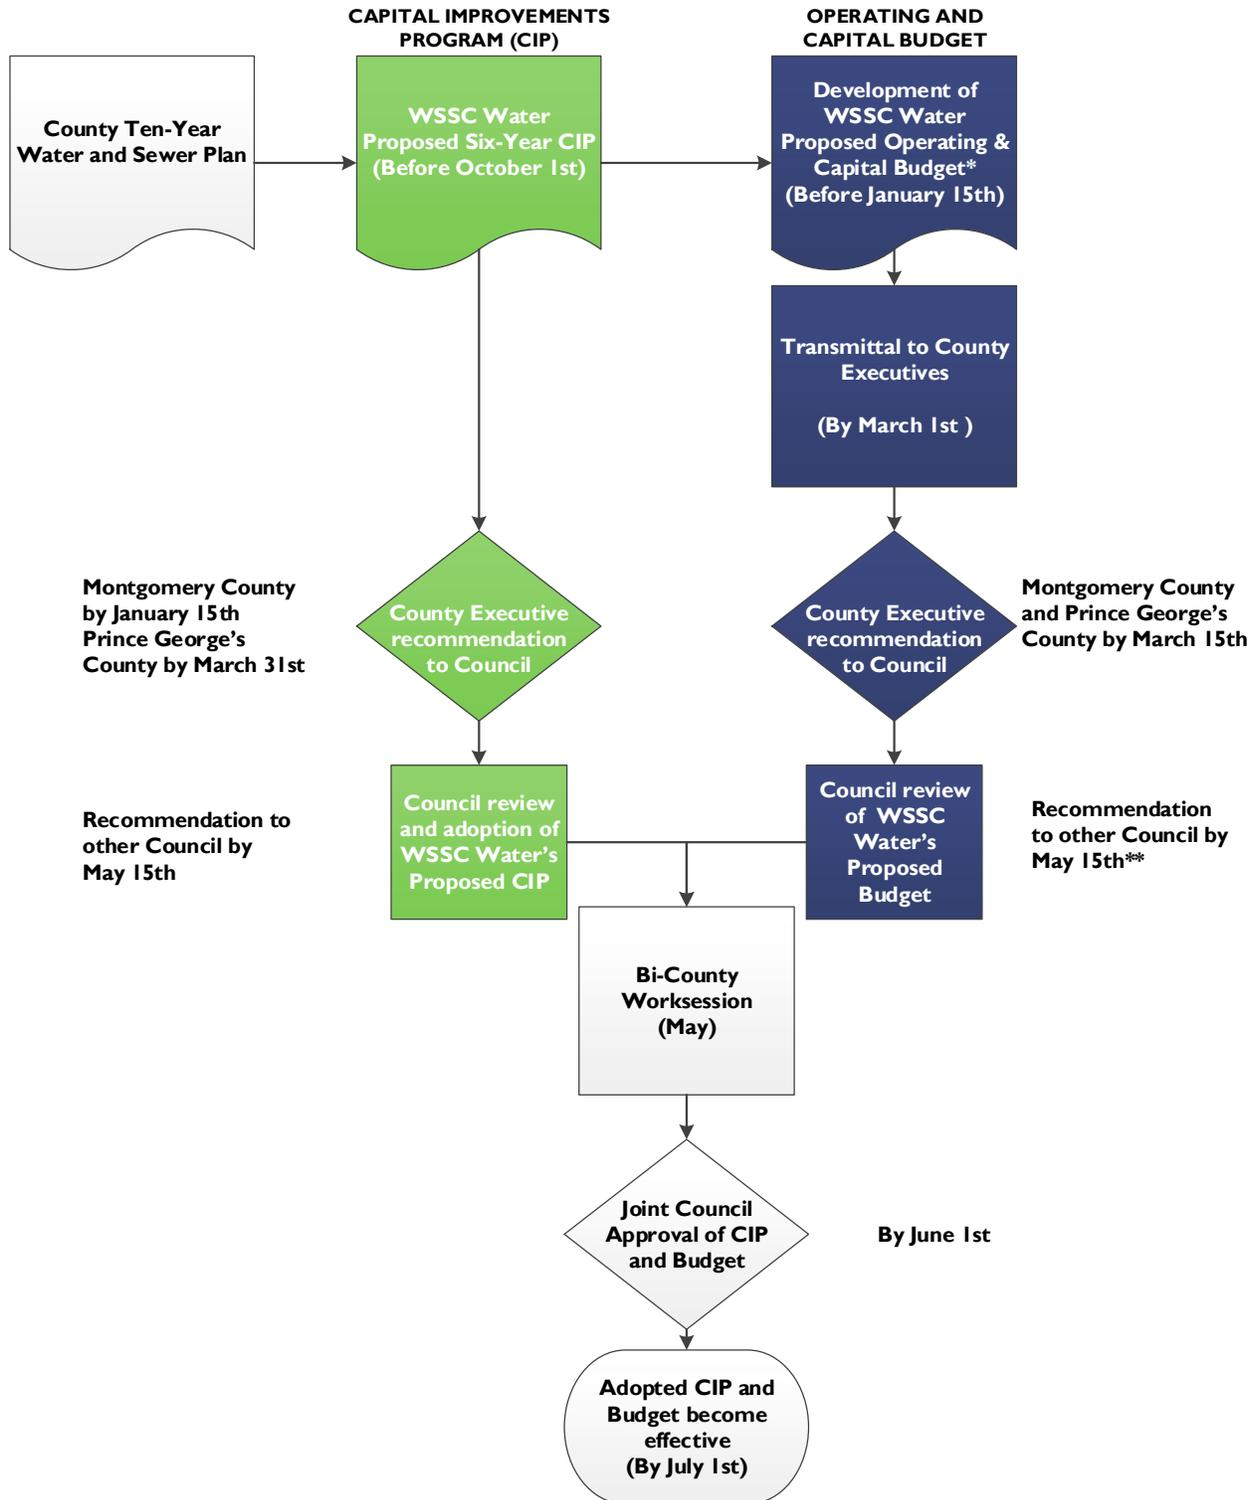 CAPITAL IMPROVEMENTS
PROGRAM (CIP)
OPERATING AND
CAPITAL BUDGET
County Ten-Year
Water and Sewer Plan
WSSC Water
Proposed Six-Year CIP
(Before October 1st)
Development of
WSSC Water
Proposed Operating &
Capital Budget*
(Before January 15th)
Transmittal to County
Executives
(By March 1st )
Montgomery County
by January 15th
Prince George's
County by March 31st
County Executive
recommendation
to Council
County Executive
recommendation
to Council
Montgomery County
and Prince George's
County by March 15th
Recommendation to
other Council by
May 15th
Council review
and adoption of
WSSC Water's
Proposed CIP
Council review
of WSSC
Water's
Proposed
Budget
Recommendation
to other Council by
May 15th**
Bi-County
Worksession
(May)
Joint Council
Approval of CIP
and Budget
By June 1st
Adopted CIP and
Budget become
effective
(By July 1st)